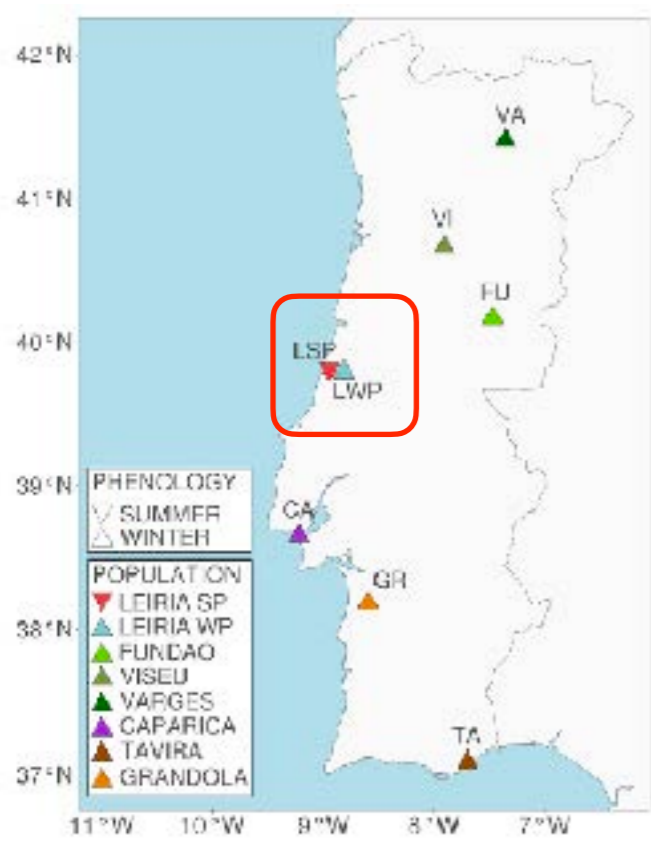 42°N
VA
41°N
VI
FU
40°N
LSP
LWP
39°N
PHENOLOGY
SUMMER
WINTER
CA
POPULATION
LEIRIA SP
LEIRIA WP
FUNDAO
VISEU
VARGES
CAPARICA
TAVIRA
GRANDOLA
GR
38°N
TA
37°N
11°W 10°W 9°W 8°W 7°W